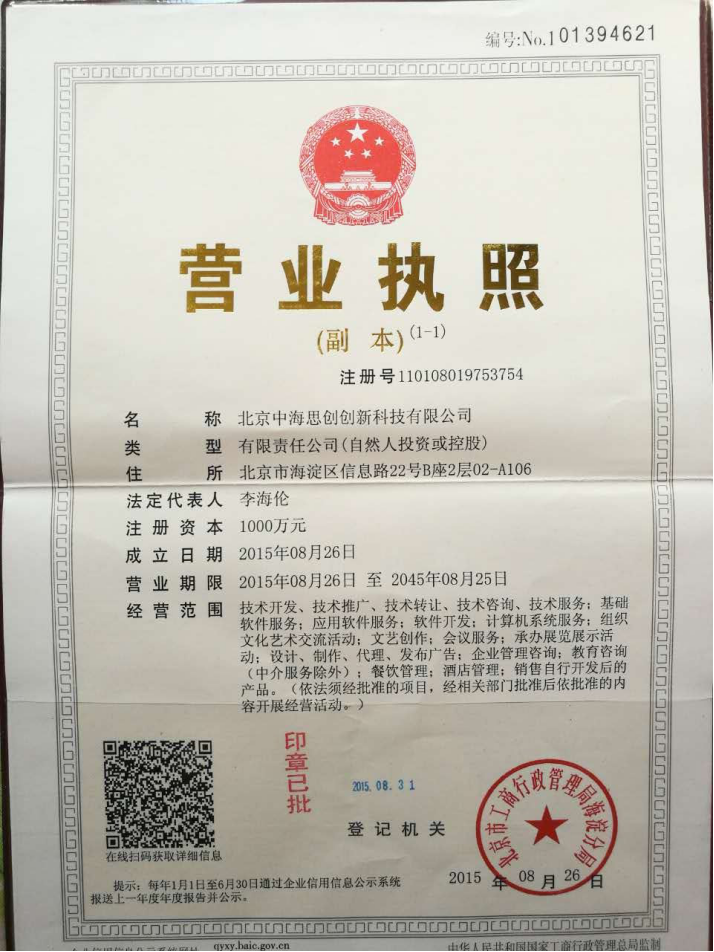 编号:No.101394621
营业执照
(副 本)(1-1)
注册号110108019753754
名 称 北京中海思创创新科技有限公司
类 型 有限责任公司(自然人投资或控股)
住 所 北京市海淀区信息路22号B座2层02-A106
法定代表人 李海伦
注册资本 1000万元
成立日期 2015年08月26日
营业期限 2015年08月26日 至 2045年08月25日
经营范围 技术开发、技术推广、技术转让、技术咨询、技术服务；基础
软件服务；应用软件服务；软件开发；计算机系统服务；组织
文化艺术交流活动；文艺创作；会议服务；承办展览展示活
动；设计、制作、代理、发布广告；企业管理咨询；教育咨询
（中介服务除外）；餐饮管理；酒店管理；销售自行开发后的
产品。（依法须经批准的项目，经相关部门批准后依批准的内
容开展经营活动。）
印章已批
2015.08.31
登记机关
北京市工商行政管理局海淀分局
2015 年 08 月 26 日
在线扫码获取详细信息
提示：每年1月1日至6月30日通过企业信用信息公示系统
报送上一年度年度报告并公示。
企业信用信息公示系统网址 qyxy.baic.gov.cn
中华人民共和国国家工商行政管理总局监制